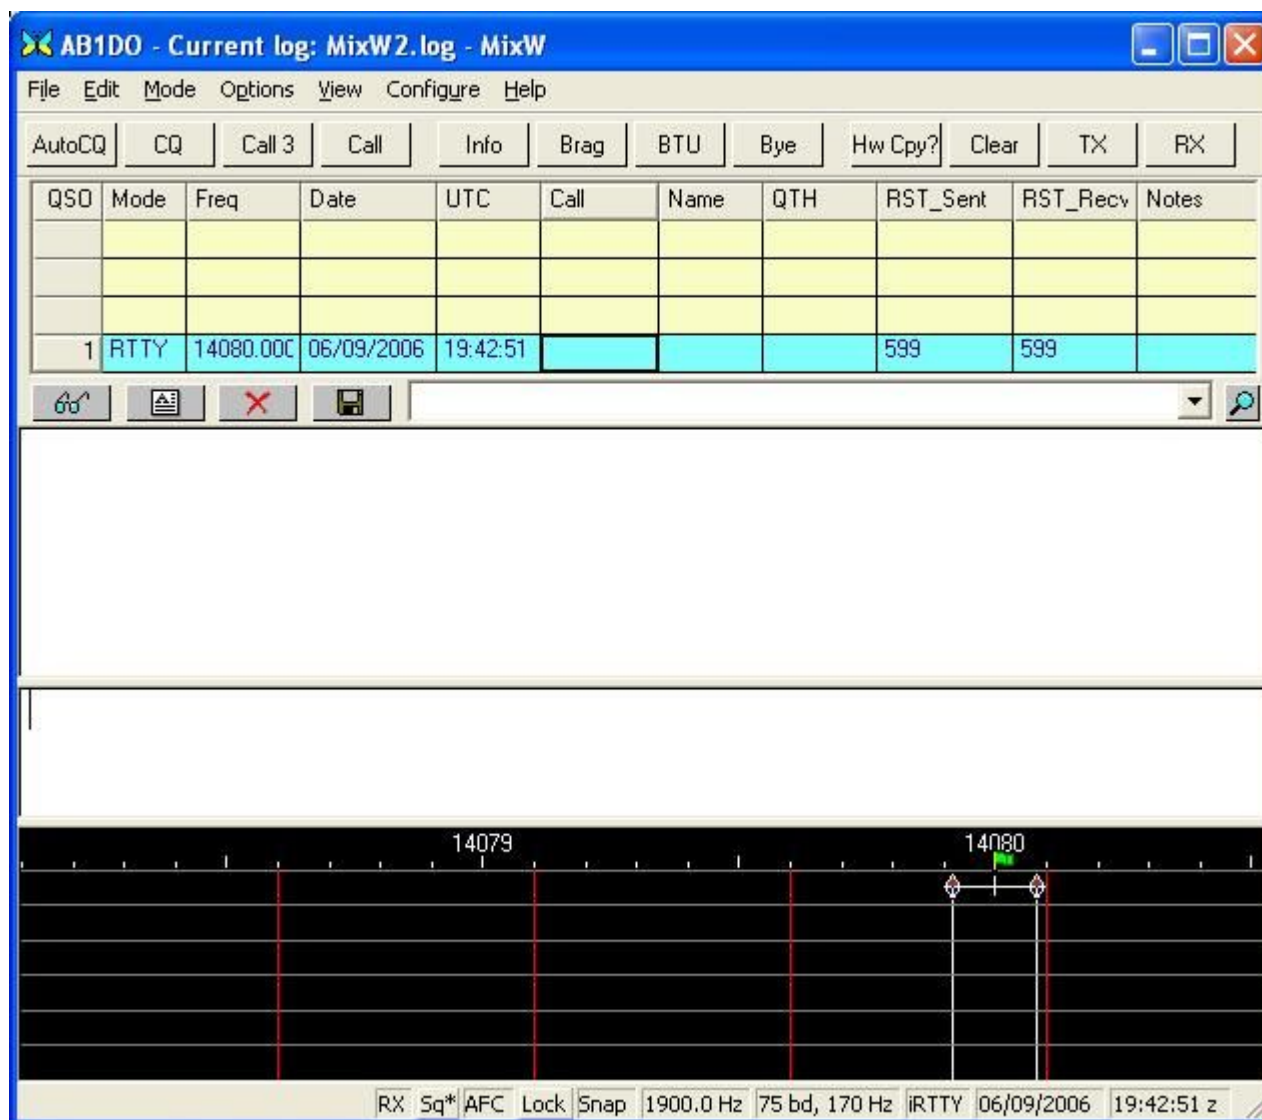 AB1DO - Current log: MixW2.log - MixW
File Edit Mode Options View Configure Help
AutoCQ CQ Call 3 Call Info Brag BTU Bye Hw Cpy? Clear TX RX
QSO Mode Freq Date UTC Call Name QTH RST_Sent RST_Recv Notes
1 RTTY 14080.000 06/09/2006 19:42:51 599 599
14079 14080
RX Sq* AFC Lock Snap 1900.0 Hz 75 bd, 170 Hz iRTTY 06/09/2006 19:42:51 z